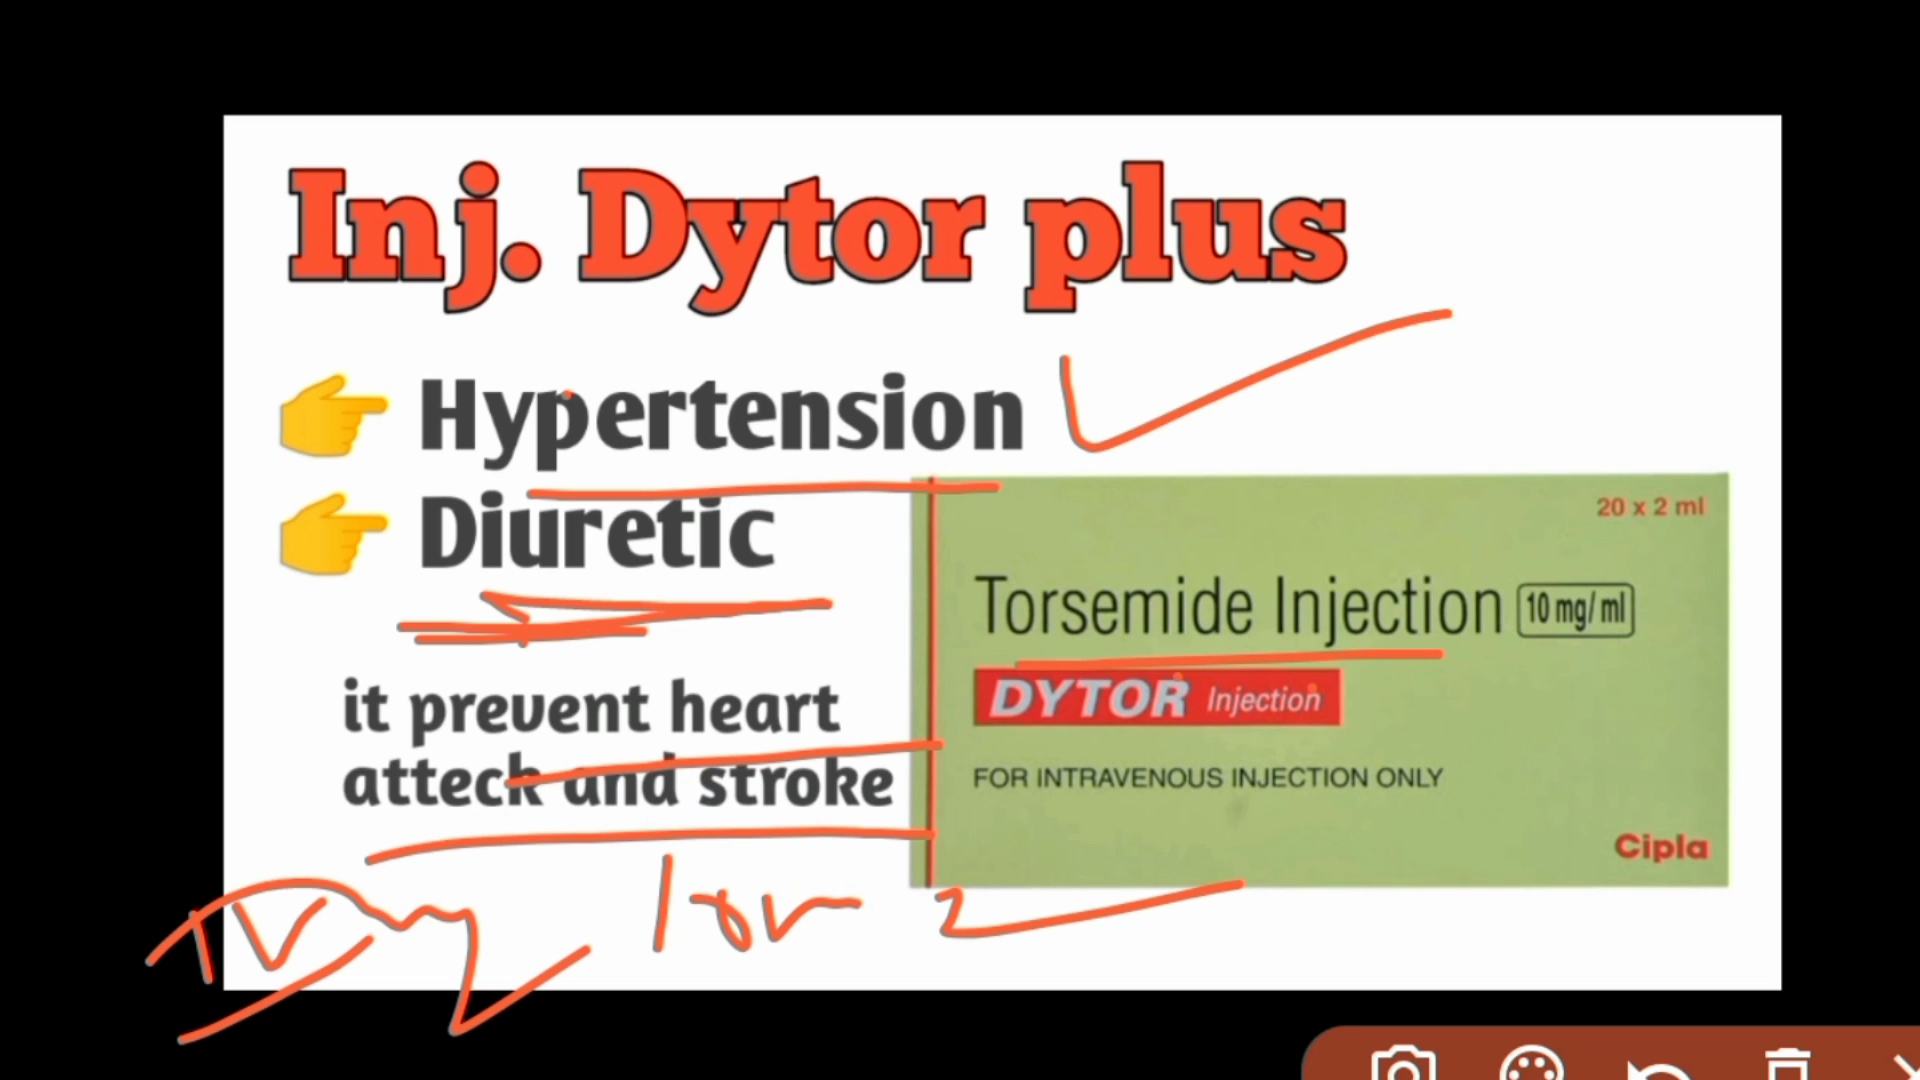 Inj. Dytor plus
Hypertension
Diuretic
it prevent heart
atteck and stroke
20 x 2 ml
Torsemide Injection 10 mg/ml
DYTOR Injection
FOR INTRAVENOUS INJECTION ONLY
Cipla